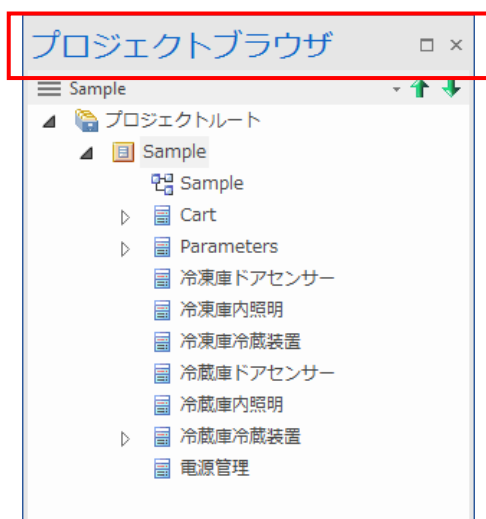 プロジェクトブラウザ
Sample
プロジェクトルート
Sample
Sample
Cart
Parameters
冷凍庫ドアセンサー
冷凍庫内照明
冷凍庫冷蔵装置
冷蔵庫ドアセンサー
冷蔵庫内照明
冷蔵庫冷蔵装置
電源管理